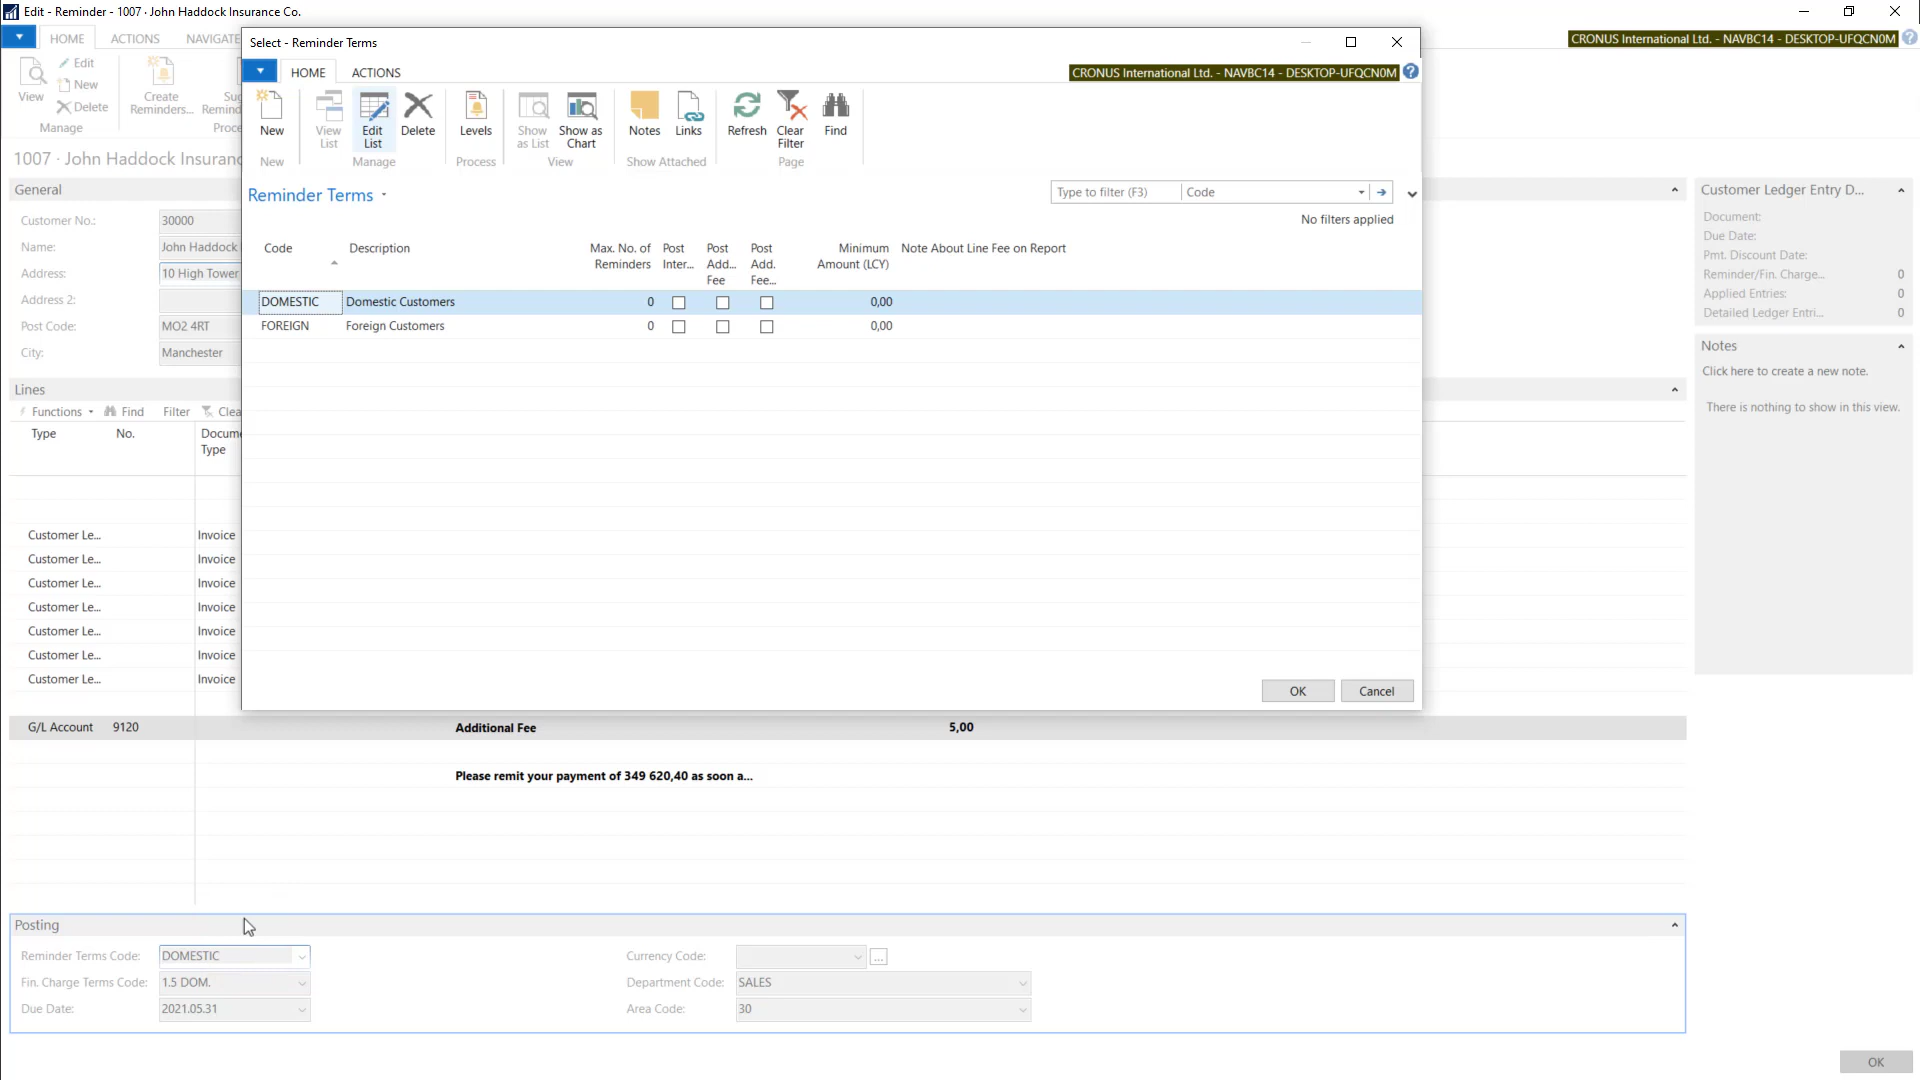 Edit - Reminder - 1007 · John Haddock Insurance Co.
HOME
ACTIONS
NAVIGATE
CRONUS International Ltd. - NAVBC14 - DESKTOP-UFQCN0M
View
Edit
New
Delete
Manage
Create
Reminders...
1007 · John Haddock Insuranc
General
Customer No.: 30000
Name: John Haddock
Address: 10 High Tower
Address 2:
Post Code: MO2 4RT
City: Manchester
Lines
Functions
Find
Filter
Type
No.
Type
Customer Le... Invoice
Customer Le... Invoice
Customer Le... Invoice
Customer Le... Invoice
Customer Le... Invoice
Customer Le... Invoice
Customer Le... Invoice
G/L Account 9120 Additional Fee 5,00
Please remit your payment of 349 620,40 as soon a...
Select - Reminder Terms
HOME
ACTIONS
CRONUS International Ltd. - NAVBC14 - DESKTOP-UFQCN0M
New
New
View
List
Edit
List
Delete
Manage
Levels
Process
Show
as List
Show as
Chart
View
Notes
Links
Show Attached
Refresh
Clear
Filter
Find
Page
Reminder Terms
Type to filter (F3)
Code
No filters applied
Code
Description
Max. No. of
Reminders
Post
Inter...
Post
Add...
Fee
Post
Add.
Fee...
Minimum
Amount (LCY)
Note About Line Fee on Report
DOMESTIC Domestic Customers 0 0,00
FOREIGN Foreign Customers 0 0,00
OK
Cancel
Customer Ledger Entry D...
Document:
Due Date:
Pmt. Discount Date:
Reminder/Fin. Charge... 0
Applied Entries: 0
Detailed Ledger Entri... 0
Notes
Click here to create a new note.
There is nothing to show in this view.
Posting
Reminder Terms Code: DOMESTIC
Fin. Charge Terms Code: 1.5 DOM.
Due Date: 2021.05.31
Currency Code:
Department Code: SALES
Area Code: 30
OK